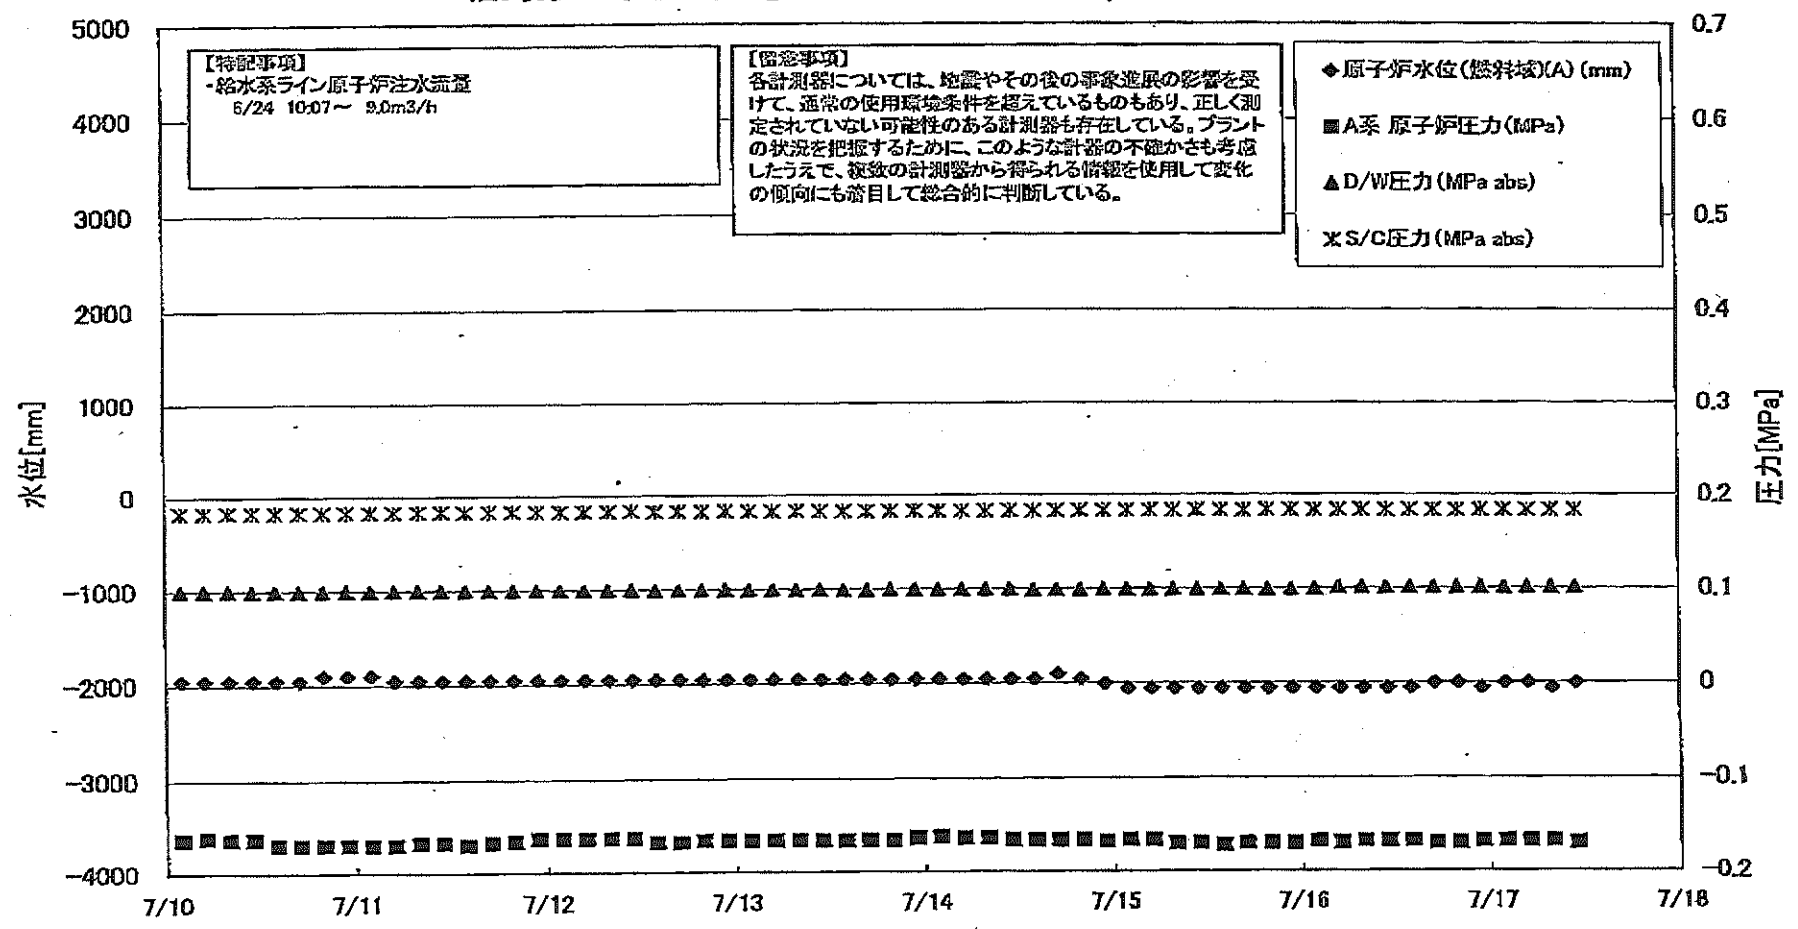 【特記事項】
・給水系ライン原子炉注水流量
6/24 10:07～ 9.0m3/h
【留意事項】
各計測器については、地震やその後の事象進展の影響を受
けて、通常の使用環境条件を超えているものもあり、正しく測
定されていない可能性のある計測器も存在している。プラント
の状況を把握するために、このような計器の不確かさも考慮
したうえで、複数の計測器から得られる情報を使用して変化
の傾向にも着目して総合的に判断している。
◆原子炉水位(燃料域)(A)(mm)
■A系 原子炉圧力(MPa)
▲D/W圧力(MPa abs)
S/C圧力(MPa abs)
水位[mm]
5000
4000
3000
2000
1000
0
-1000
-2000
-3000
-4000
0.7
0.6
0.5
0.4
0.3
0.2
0.1
0
-0.1
-0.2
圧力[MPa]
7/10 7/11 7/12 7/13 7/14 7/15 7/16 7/17 7/18